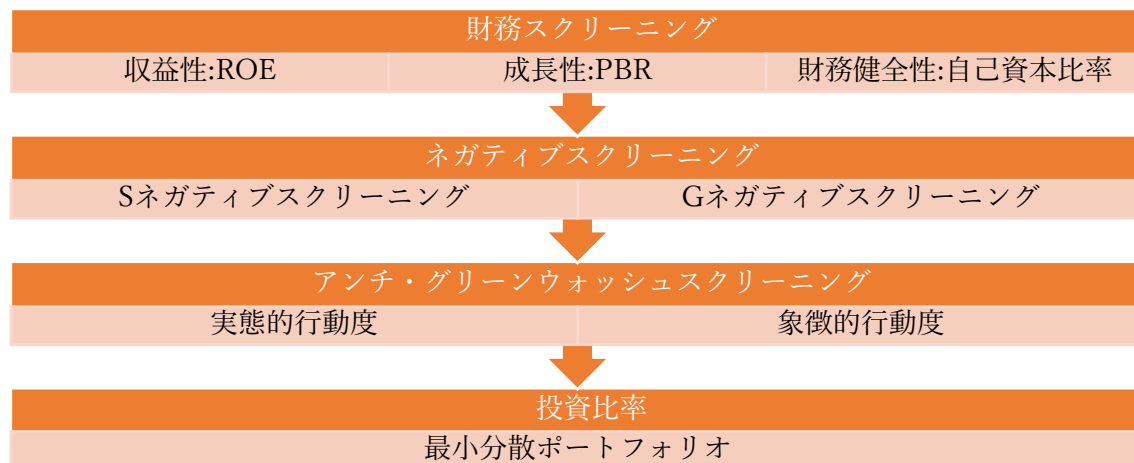 財務スクリーニング
収益性:ROE 成長性:PBR 財務健全性:自己資本比率
ネガティブスクリーニング
Sネガティブスクリーニング Gネガティブスクリーニング
アンチ・グリーンウォッシュスクリーニング
実態的行動度 象徴的行動度
投資比率
最小分散ポートフォリオ